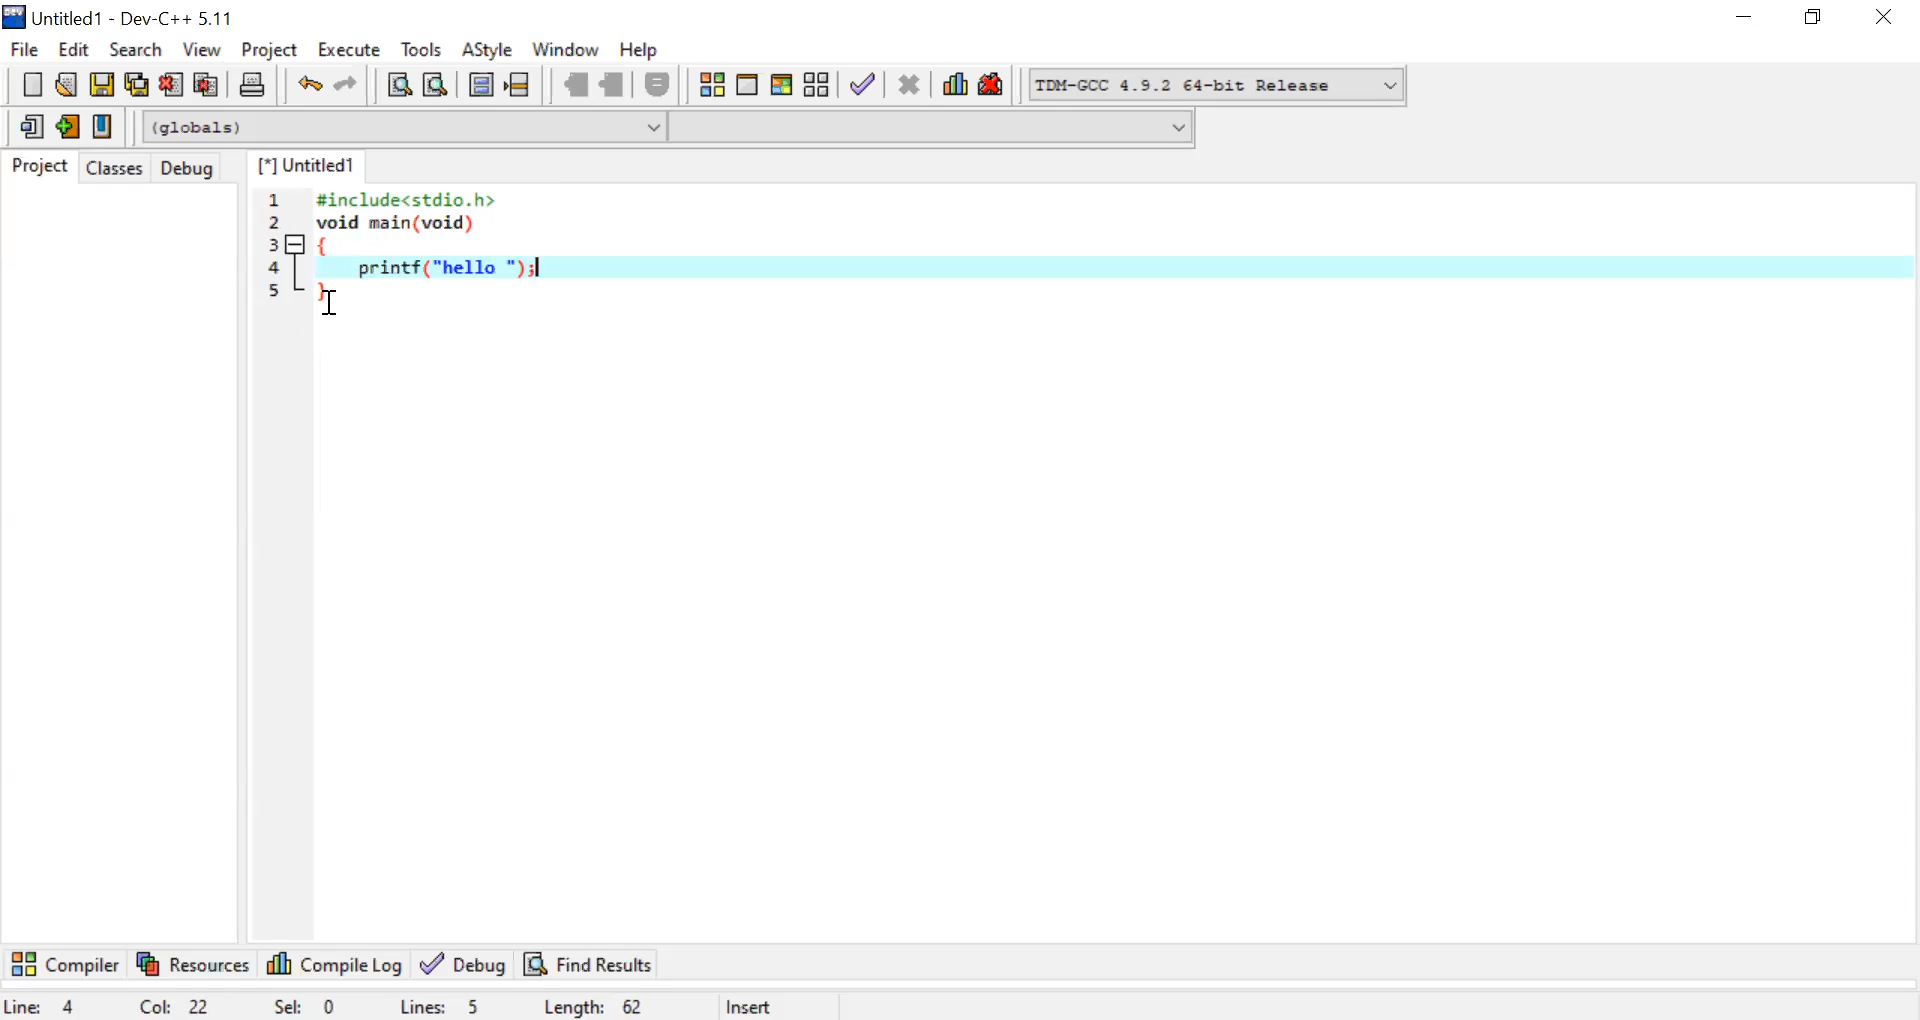 Untitled1 - Dev-C++ 5.11
File Edit Search View Project Execute Tools AStyle Window Help
TDM-GCC 4.9.2 64-bit Release
(globals)
Project Classes Debug [*] Untitled1
1 #include<stdio.h>
2 void main(void)
3 {
4 printf("hello ");
5 }
Compiler Resources Compile Log Debug Find Results
Line: 4 Col: 22 Sel: 0 Lines: 5 Length: 62 Insert